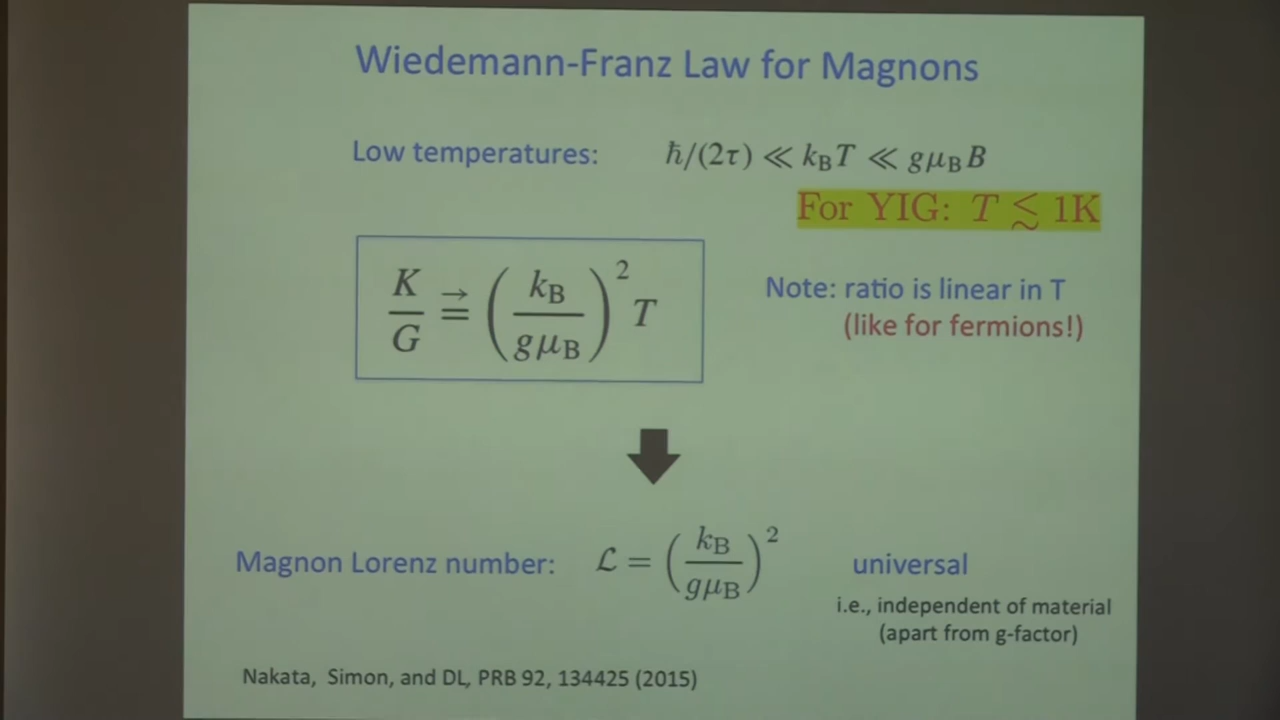 Wiedemann-Franz Law for Magnons
Low temperatures: ℏ/(2τ) ≪ k_B T ≪ gμ_B B
For YIG: T ≲ 1K
K/G ⇒ (k_B/gμ_B)² T
Note: ratio is linear in T
(like for fermions!)
Magnon Lorenz number: ℒ = (k_B/gμ_B)² universal
i.e., independent of material
(apart from g-factor)
Nakata, Simon, and DL, PRB 92, 134425 (2015)